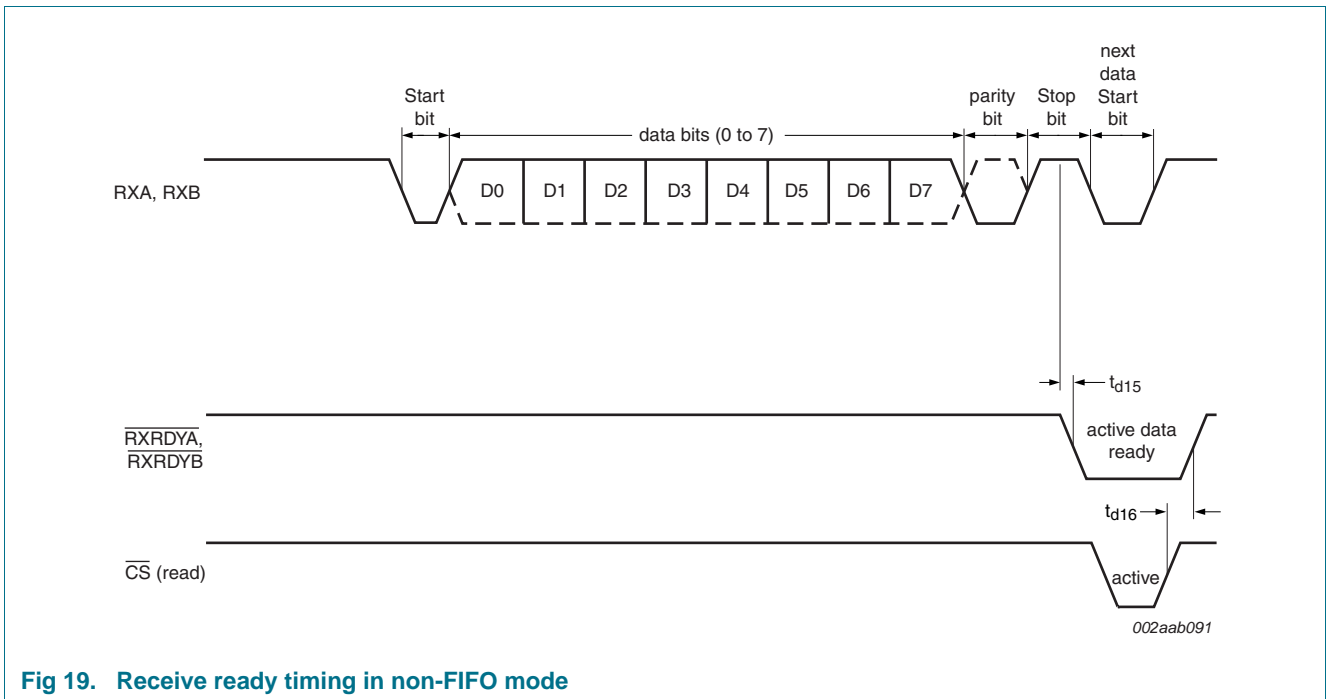 next
data
Start
bit
Start
bit
parity
bit
Stop
bit
data bits (0 to 7)
RXA, RXB
D0 D1 D2 D3 D4 D5 D6 D7
td15
RXRDYA,
RXRDYB
active data
ready
td16
CS (read)
active
002aab091
Fig 19. Receive ready timing in non-FIFO mode